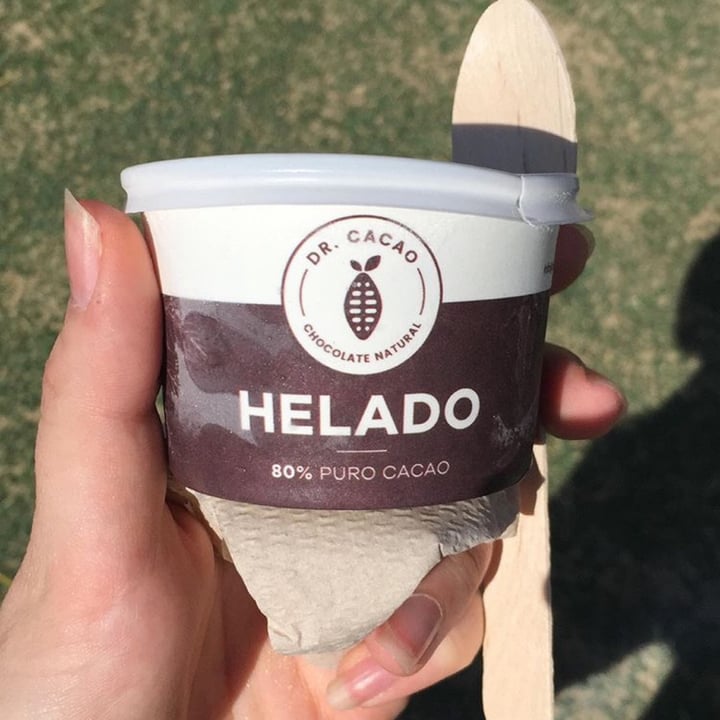 DR. CACAO
CHOCOLATE NATURAL
HELADO
80% PURO CACAO